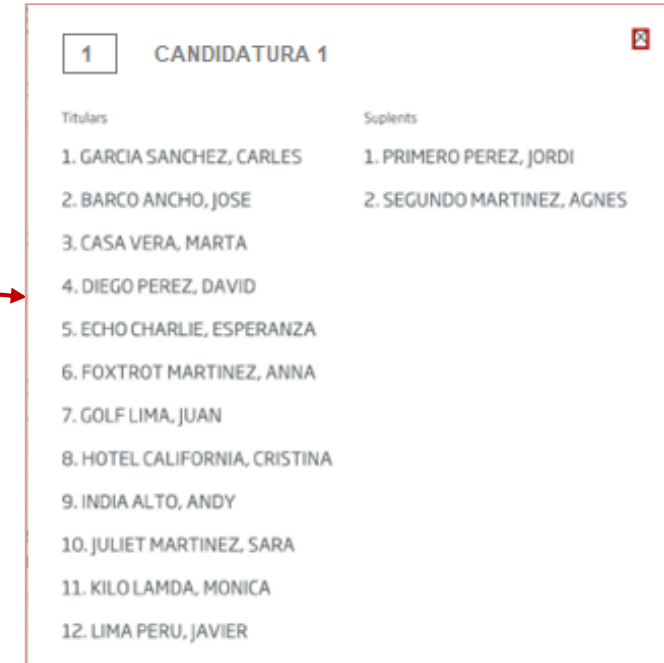 1 CANDIDATURA 1
Titulars
1. GARCIA SANCHEZ, CARLES
2. BARCO ANCHO, JOSE
3. CASA VERA, MARTA
4. DIEGO PEREZ, DAVID
5. ECHO CHARLIE, ESPERANZA
6. FOXTROT MARTINEZ, ANNA
7. GOLF LIMA, JUAN
8. HOTEL CALIFORNIA, CRISTINA
9. INDIA ALTO, ANDY
10. JULIET MARTINEZ, SARA
11. KILO LAMDA, MONICA
12. LIMA PERU, JAVIER
Suplents
1. PRIMERO PEREZ, JORDI
2. SEGUNDO MARTINEZ, AGNES